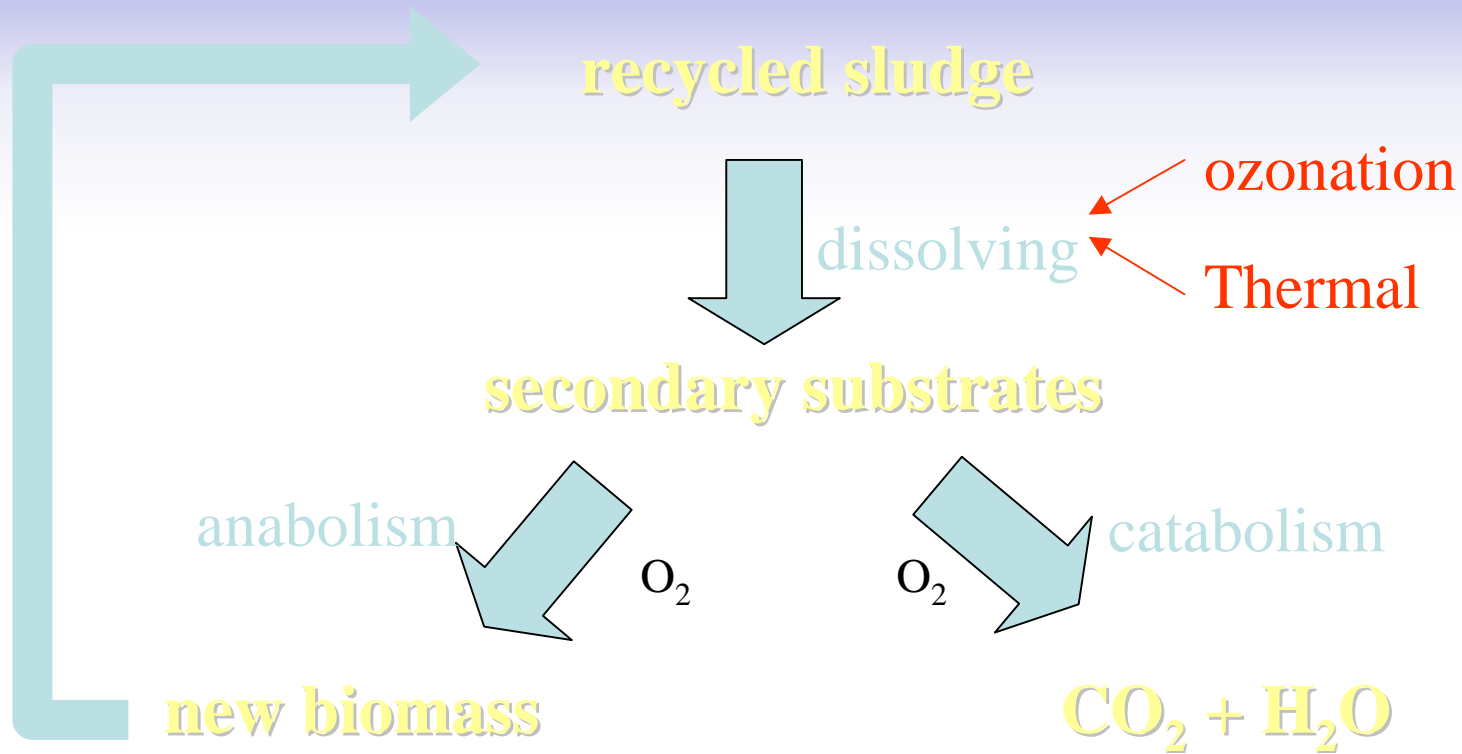 recycled sludge
ozonation
dissolving
Thermal
secondary substrates
anabolism
catabolism
O₂
O₂
new biomass
CO₂ + H₂O